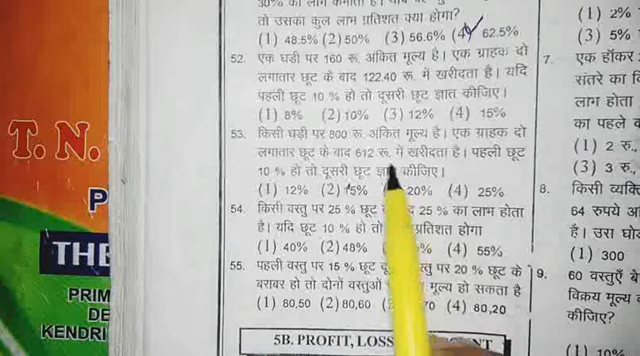 30% का लाभ कमाता है।
तो उसका कुल लाभ प्रतिशत क्या होगा?
(1) 48.5% (2) 50% (3) 56.6% (4) 62.5%
52. एक घड़ी पर 160 रू. अंकित मूल्य है। एक ग्राहक दो
लगातार छूट के बाद 122.40 रू. में खरीदता है। यदि
पहली छूट 10 % हो तो दूसरी छूट ज्ञात कीजिए।
(1) 8% (2) 10% (3) 12% (4) 15%
53. किसी घड़ी पर 800 रू. अंकित मूल्य है। एक ग्राहक दो
लगातार छूट के बाद 612 रू. में खरीदता है। पहली छूट
10 % हो तो दूसरी छूट ज्ञात कीजिए।
(1) 12% (2) 15% 20% (4) 25%
54. किसी वस्तु पर 25 % छूट 25 % का लाभ होता
है। यदि छूट 10 % हो तो प्रतिशत होगा
(1) 40% (2) 48% (4) 55%
55. पहली वस्तु पर 15 % छूट वस्तु पर 20 % छूट के
बराबर हो तो दोनों वस्तुओं मूल्य हो सकता है
(1) 80,50 (2) 80,60 70 (4) 80,20
5B. PROFIT, LOSS
(1) 2%
(3) 5%
7. एक हॉकर
संतरे का
लाभ होता
का पहले
(1) 2 रु.,
(3) 3 रु.,
8. किसी व्यक्ति
64 रुपये
है। उसा
(1) 300
9. 60 वस्तुएँ
विक्रय मूल्य
कीजिए?
(1) 10%
T. N.
P
THE
PRIM
DE
KENDRI